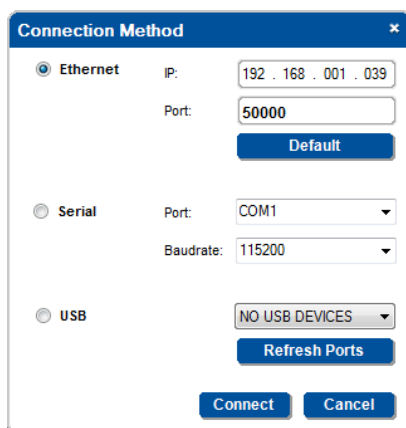 Connection Method ×
Ethernet IP: 192 . 168 . 001 . 039
Port: 50000
Default
Serial Port: COM1
Baudrate: 115200
USB NO USB DEVICES
Refresh Ports
Connect Cancel